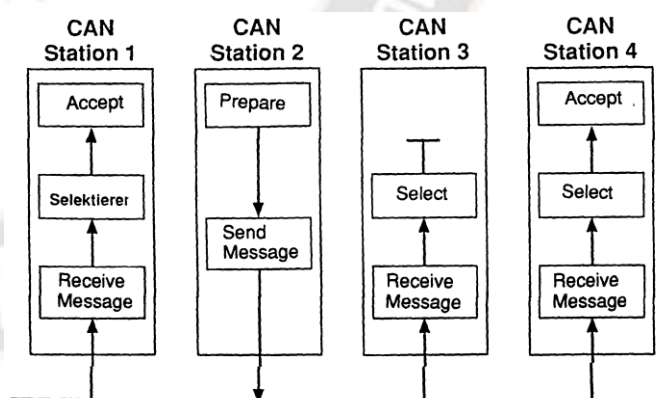 CAN
Station 1
CAN
Station 2
CAN
Station 3
CAN
Station 4
Accept
Selektierer
Receive
Message
Prepare
Send
Message
Select
Receive
Message
Accept
Select
Receive
Message